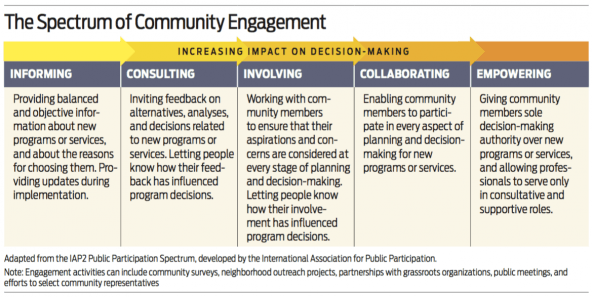 The Spectrum of Community Engagement
INCREASING IMPACT ON DECISION-MAKING
INFORMING
Providing balanced
and objective infor-
mation about new
programs or services,
and about the reasons
for choosing them. Pro-
viding updates during
implementation.
CONSULTING
Inviting feedback on
alternatives, analyses,
and decisions related
to new programs or
services. Letting people
know how their feed-
back has influenced
program decisions.
INVOLVING
Working with com-
munity members
to ensure that their
aspirations and con-
cerns are considered at
every stage of planning
and decision-making.
Letting people know
how their involve-
ment has influenced
program decisions.
COLLABORATING
Enabling community
members to partici-
pate in every aspect of
planning and decision-
making for new
programs or services.
EMPOWERING
Giving community
members sole
decision-making
authority over new
programs or services,
and allowing profes-
sionals to serve only
in consultative and
supportive roles.
Adapted from the IAP2 Public Participation Spectrum, developed by the International Association for Public Participation.
Note: Engagement activities can include community surveys, neighborhood outreach projects, partnerships with grassroots organizations, public meetings, and
efforts to select community representatives